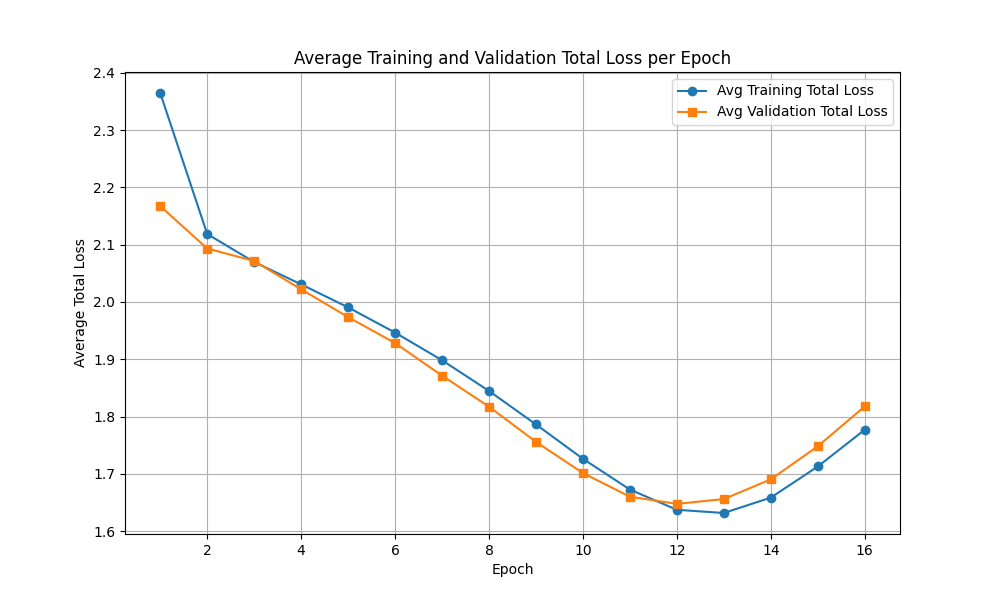 Average Training and Validation Total Loss per Epoch
Avg Training Total Loss
Avg Validation Total Loss
Average Total Loss
2.4
2.3
2.2
2.1
2.0
1.9
1.8
1.7
1.6
2 4 6 8 10 12 14 16
Epoch